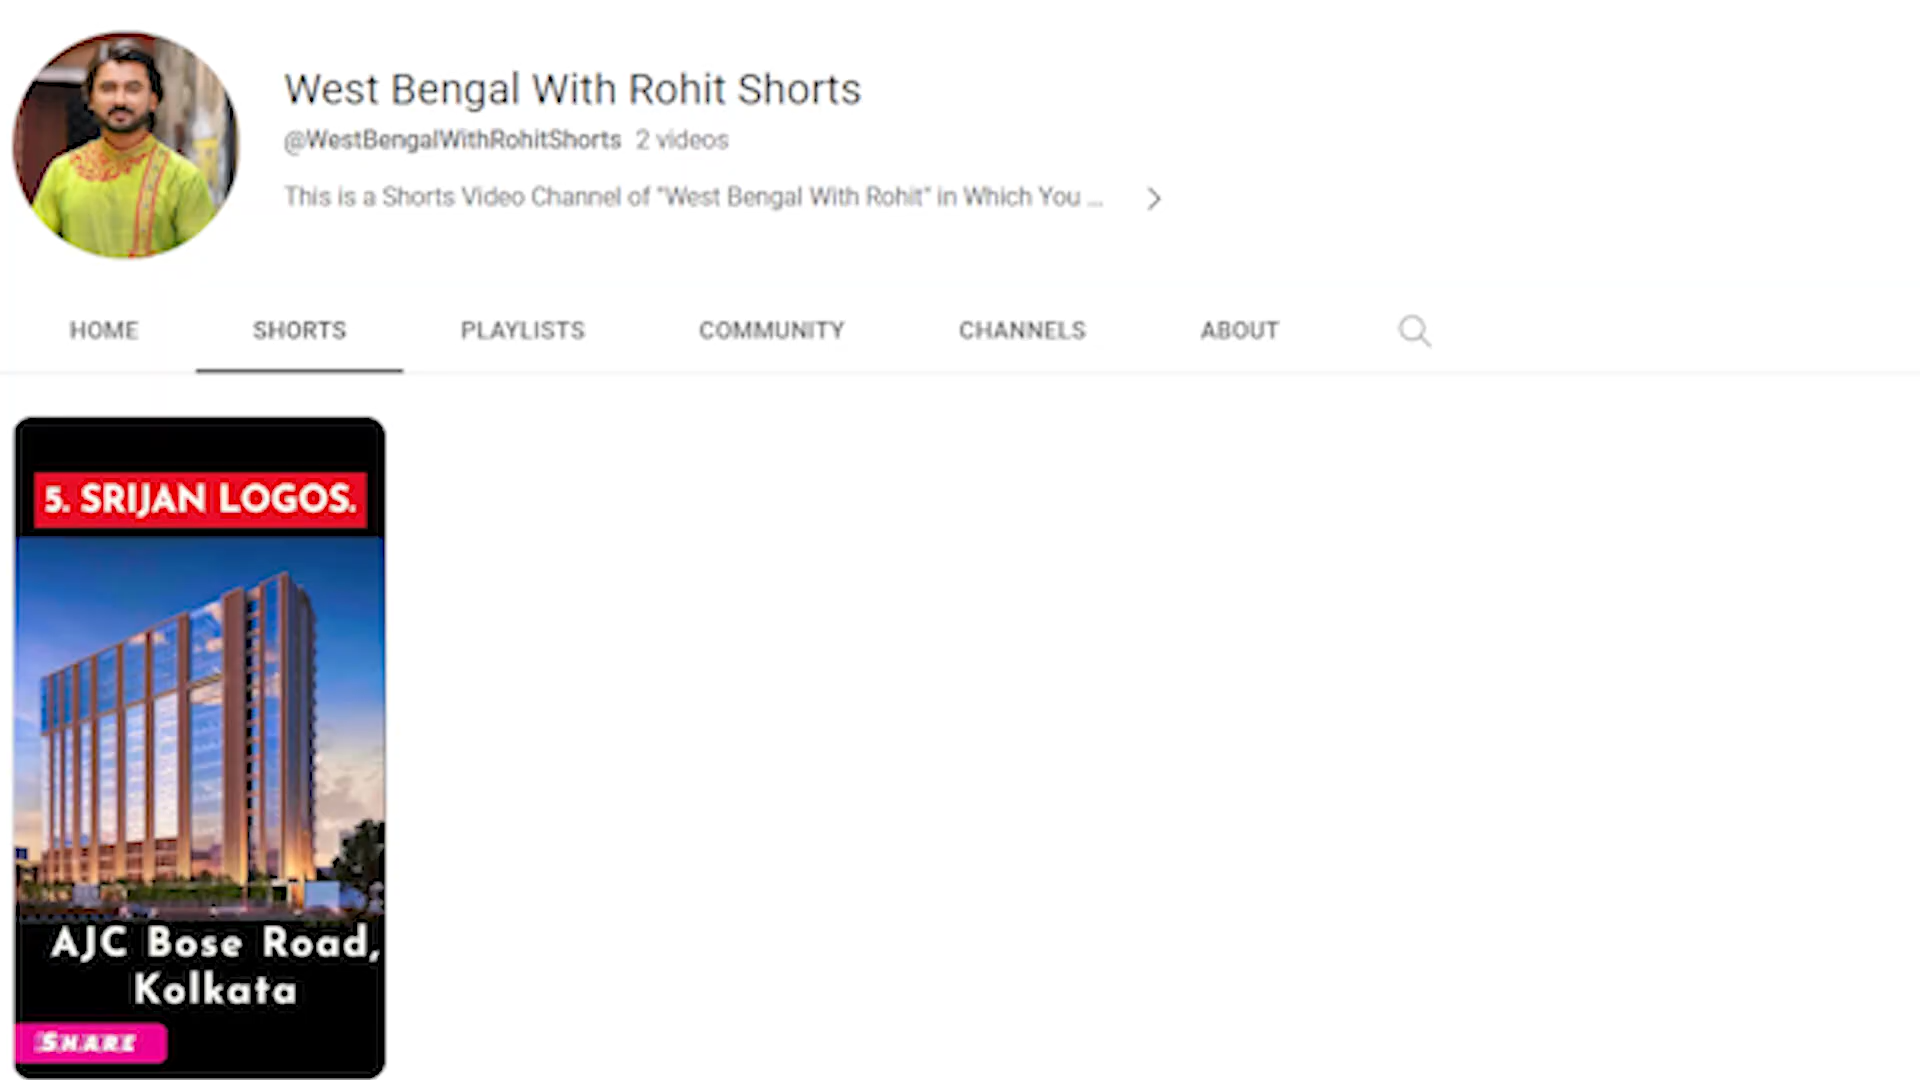 West Bengal With Rohit Shorts
@WestBengalWithRohitShorts 2 videos
This is a Shorts Video Channel of "West Bengal With Rohit" in Which You ...
HOME SHORTS PLAYLISTS COMMUNITY CHANNELS ABOUT
5. SRIJAN LOGOS.
AJC Bose Road,
Kolkata
SHARE